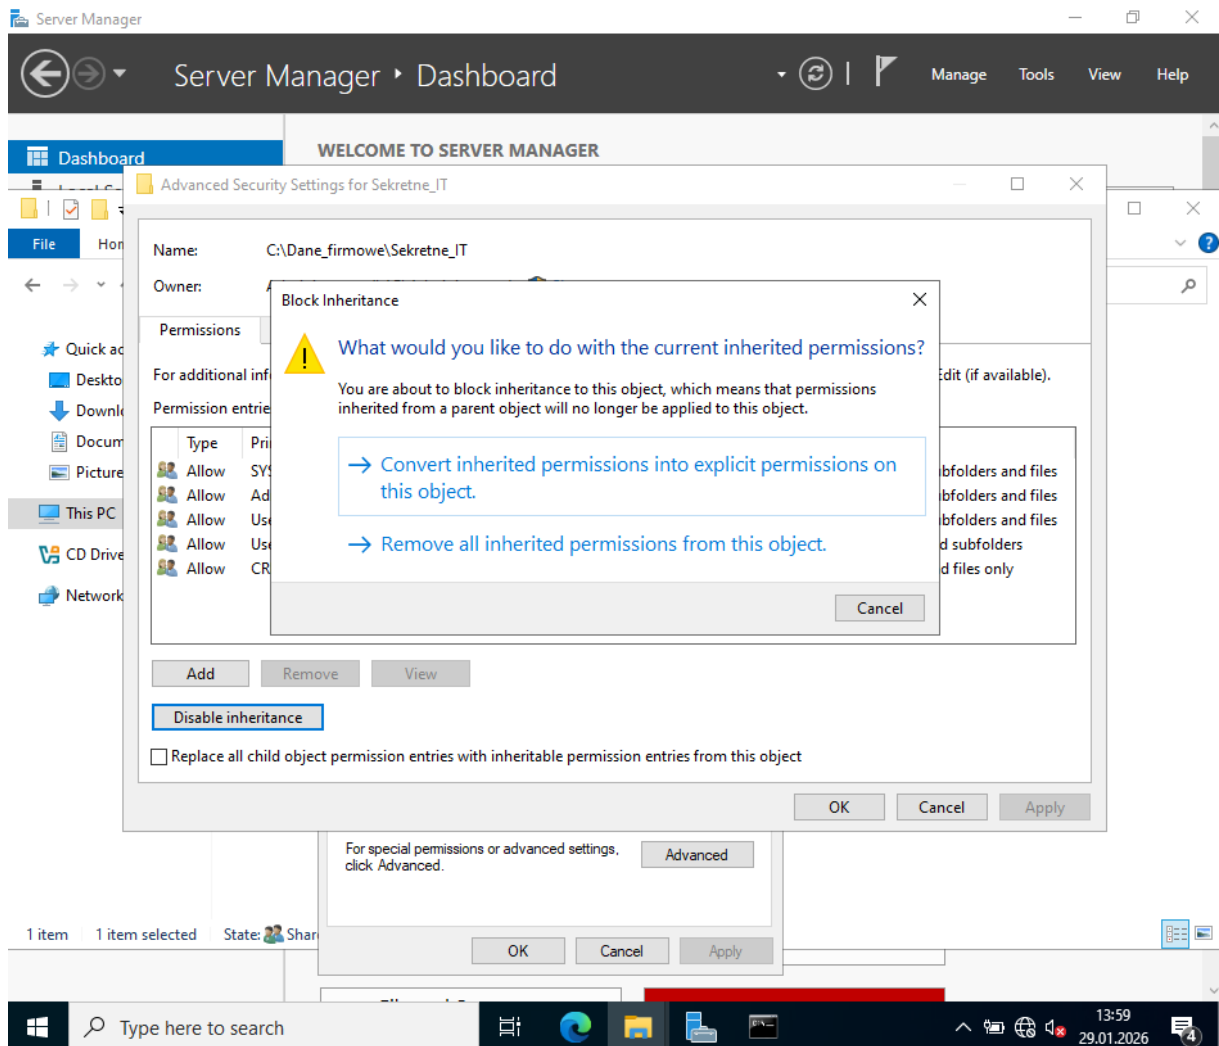 Server Manager
Server Manager ‣ Dashboard
Manage Tools View Help
Dashboard
WELCOME TO SERVER MANAGER
Advanced Security Settings for Sekretne_IT
File
Name: C:\Dane_firmowe\Sekretne_IT
Owner:
Block Inheritance
Permissions
What would you like to do with the current inherited permissions?
Quick
For additional
Edit (if available).
You are about to block inheritance to this object, which means that permissions
inherited from a parent object will no longer be applied to this object.
Permission
Type
Convert inherited permissions into explicit permissions on
this object.
Allow
and files
Allow
and files
Allow
and files
Allow
subfolders
Allow
files only
This PC
CD Drive
Network
Remove all inherited permissions from this object.
Cancel
Add Remove View
Disable inheritance
Replace all child object permission entries with inheritable permission entries from this object
OK Cancel Apply
For special permissions or advanced settings,
click Advanced.
Advanced
1 item 1 item selected State:
OK Cancel Apply
Type here to search
13:59
29.01.2026
4